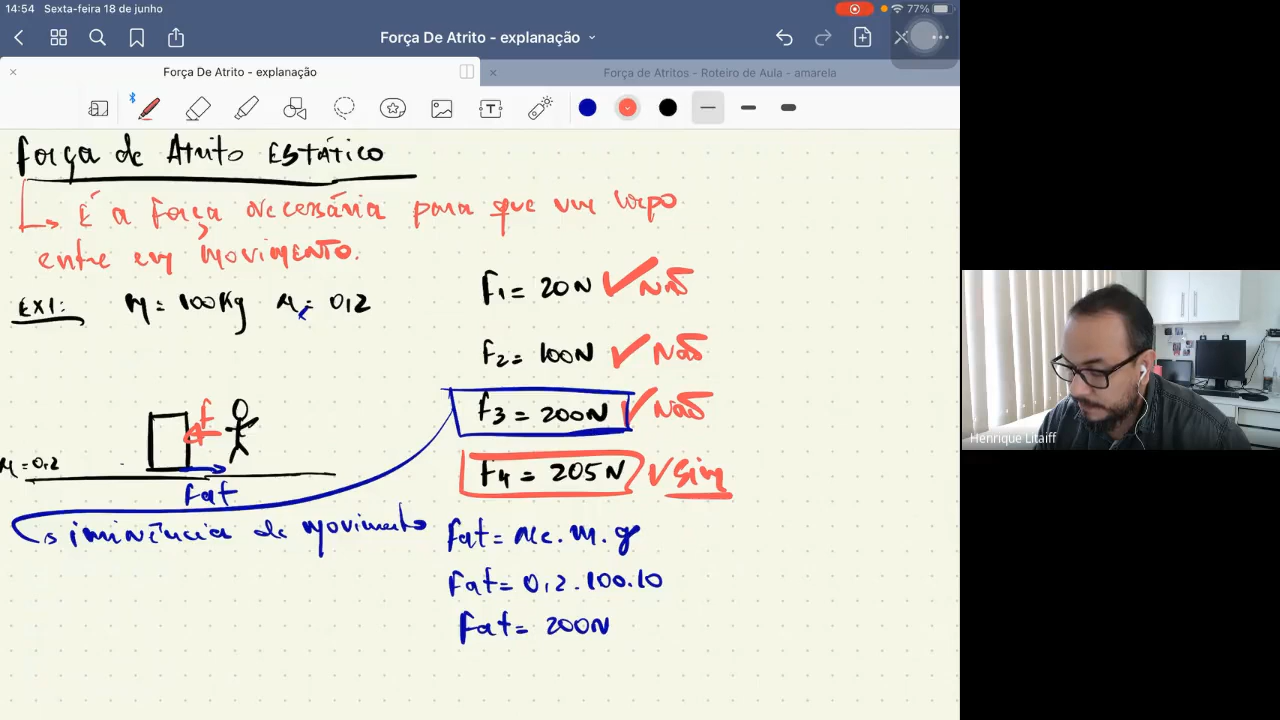 14:54 Sexta-feira 18 de junho
77%
Força De Atrito - explanação
Força De Atrito - explanação
Força de Atritos - Roteiro de Aula - amarela
Força de Atrito Estático
É a força necessária para que um corpo
entre em movimento.
EX1: M = 100Kg μe = 0,2
F1 = 20N Não
F2 = 100N Não
F3 = 200N Não
F4 = 205N Sim
F
μ = 0,2
Fat
iminência de movimento
Fat = μe . m . g
Fat = 0,2 . 100 . 10
Fat = 200N
Henrique Litaiff